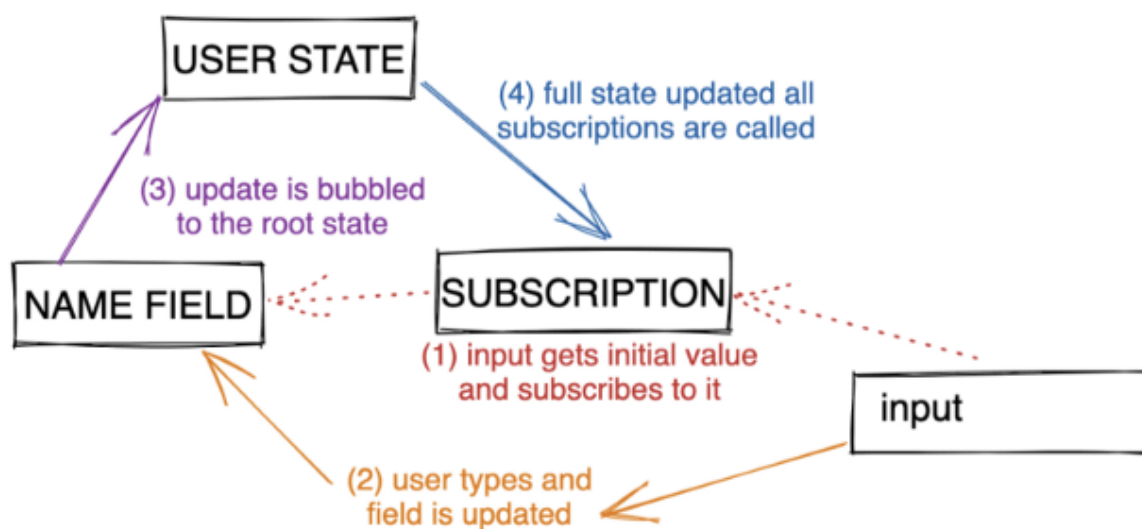 USER STATE
(4) full state updated all
subscriptions are called
(3) update is bubbled
to the root state
NAME FIELD
SUBSCRIPTION
(1) input gets initial value
and subscribes to it
input
(2) user types and
field is updated